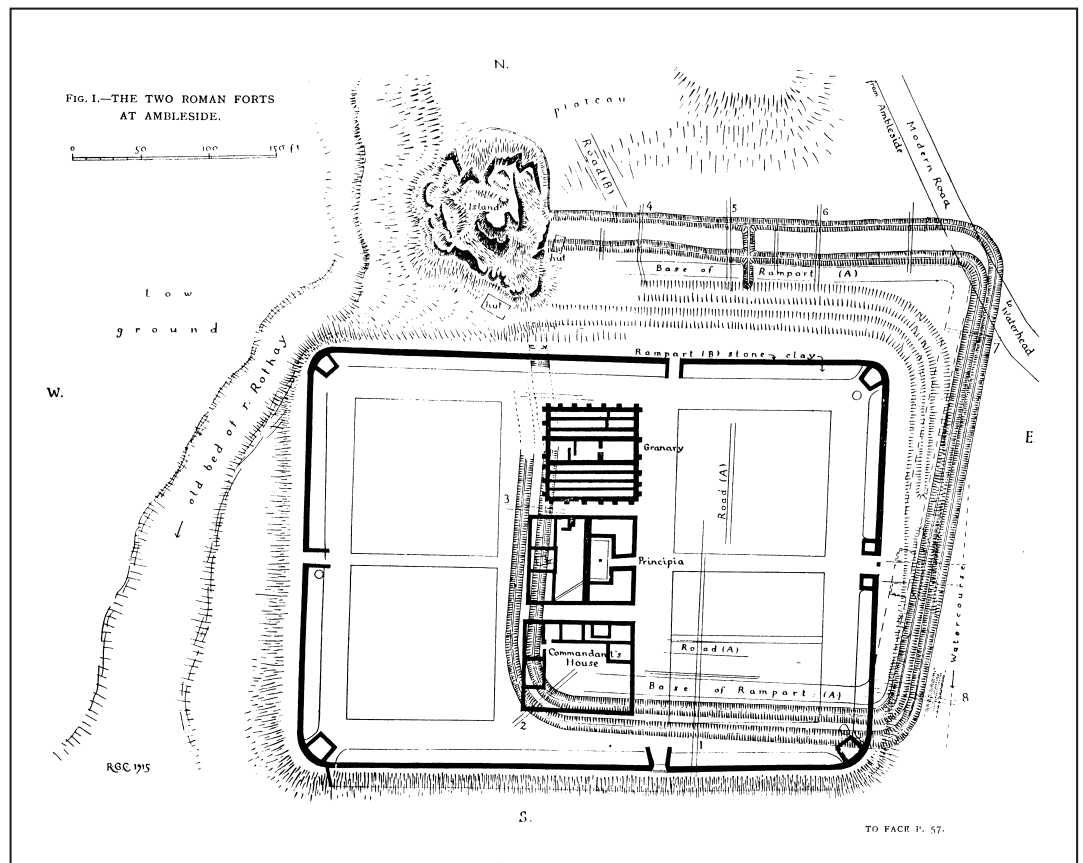 N.
FIG. I.—THE TWO ROMAN FORTS
AT AMBLESIDE.
0 50 100 150 ft
plateau
from Ambleside
Modern Road
Road (B)
Island
4
5
6
hut
Base of Rampart (A)
low
ground
hut
to Waterhead
7
Rampart (B) stone, clay
W.
old bed of r. Rothay
E
Granary
Road (A)
3
Principia
Watercourse
Commandant's
House
Road (A)
Base of Rampart (A)
8
2
1
RGC 1915
S.
TO FACE P. 57.